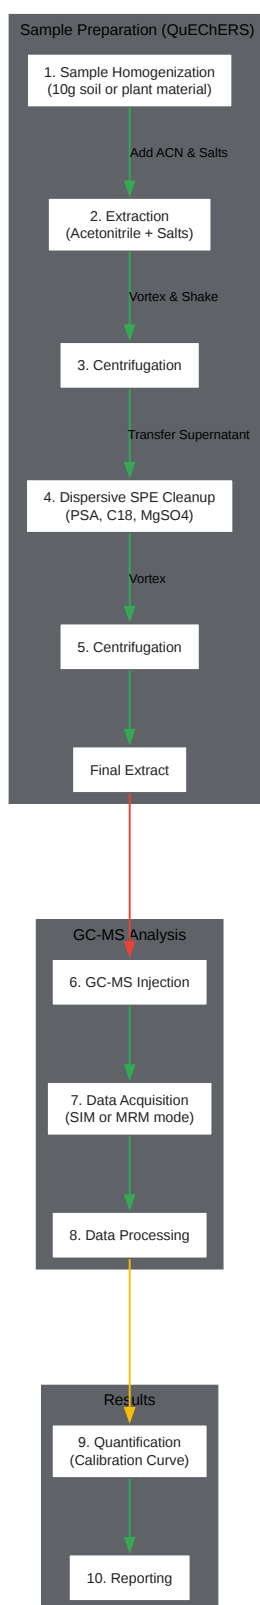 Sample Preparation (QuEChERS)
1. Sample Homogenization
(10g soil or plant material)
Add ACN & Salts
2. Extraction
(Acetonitrile + Salts)
Vortex & Shake
3. Centrifugation
Transfer Supernatant
4. Dispersive SPE Cleanup
(PSA, C18, MgSO4)
Vortex
5. Centrifugation
Final Extract
GC-MS Analysis
6. GC-MS Injection
7. Data Acquisition
(SIM or MRM mode)
8. Data Processing
Results
9. Quantification
(Calibration Curve)
10. Reporting